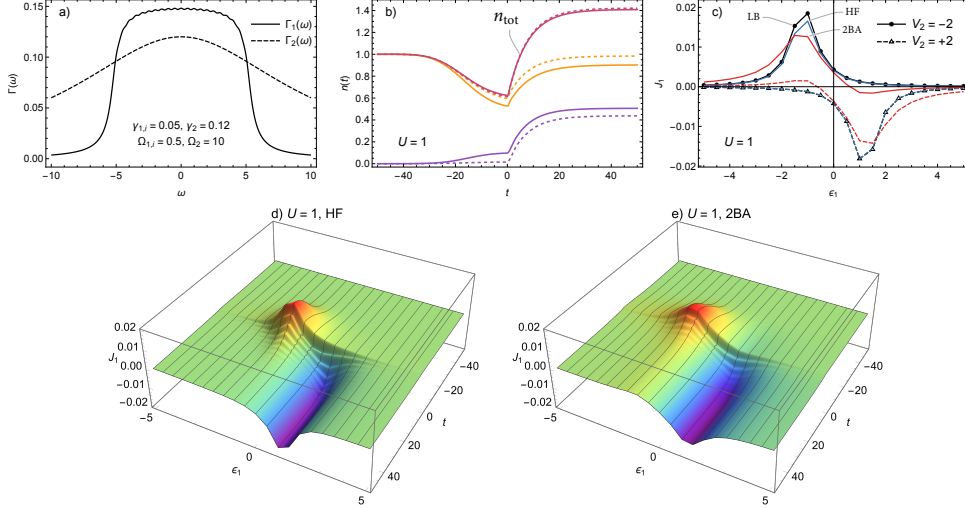 a)
Γ₁(ω)
Γ₂(ω)
0.15
0.10
0.05
0.00
Γ(ω)
γ₁,ᵢ = 0.05, γ₂ = 0.12
Ω₁,ᵢ = 0.5, Ω₂ = 10
−10 −5 0 5 10
ω
b)
n_tot
1.4
1.2
1.0
0.8
0.6
0.4
0.2
0.0
n(t)
U = 1
−40 −20 0 20 40
t
c)
LB
HF
2BA
V₂ = −2
V₂ = +2
0.02
0.01
0.00
−0.01
−0.02
J₁
U = 1
−4 −2 0 2 4
ϵ₁
d) U = 1, HF
0.02
0.01
0.00
−0.01
−0.02
J₁
−5
0
5
ϵ₁
−40
−20
0
20
40
t
e) U = 1, 2BA
0.02
0.01
0.00
−0.01
−0.02
J₁
−5
0
5
ϵ₁
−40
−20
0
20
40
t